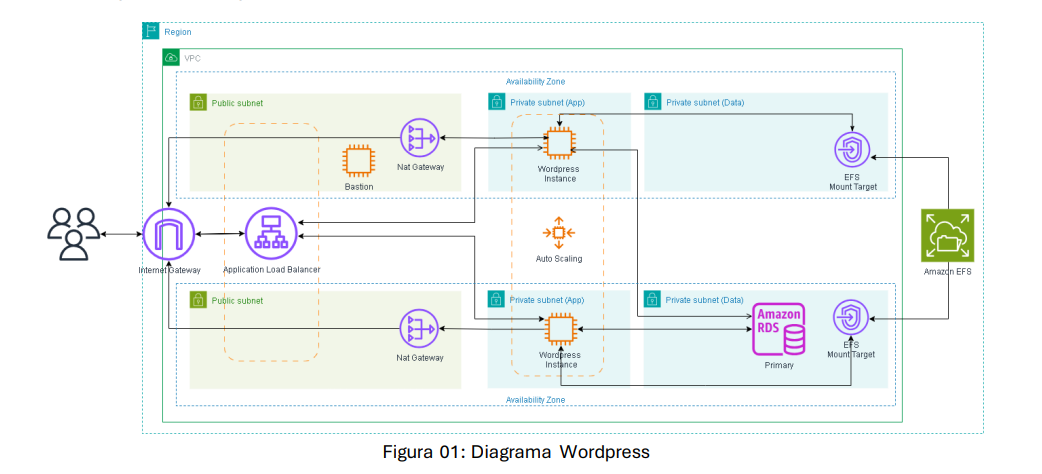 Region
VPC
Availability Zone
Public subnet
Private subnet (App)
Private subnet (Data)
Nat Gateway
Bastion
Wordpress
Instance
EFS
Mount Target
Internet Gateway
Application Load Balancer
Auto Scaling
Amazon EFS
Public subnet
Private subnet (App)
Private subnet (Data)
Nat Gateway
Wordpress
Instance
Amazon
RDS
Primary
EFS
Mount Target
Availability Zone
Figura 01: Diagrama Wordpress